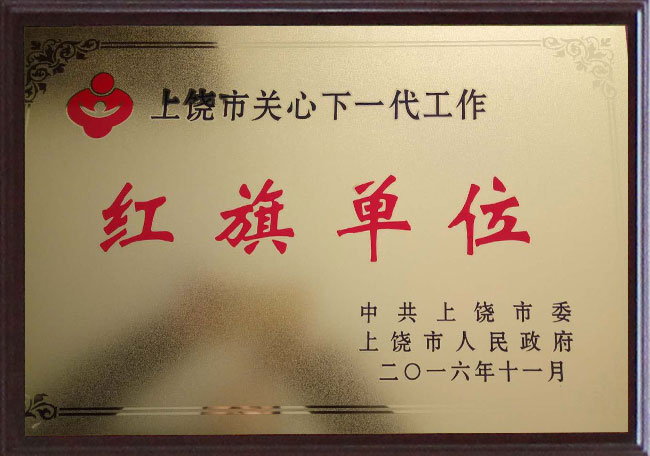 上饶市关心下一代工作
红旗单位
中共上饶市委
上饶市人民政府
二〇一六年十一月